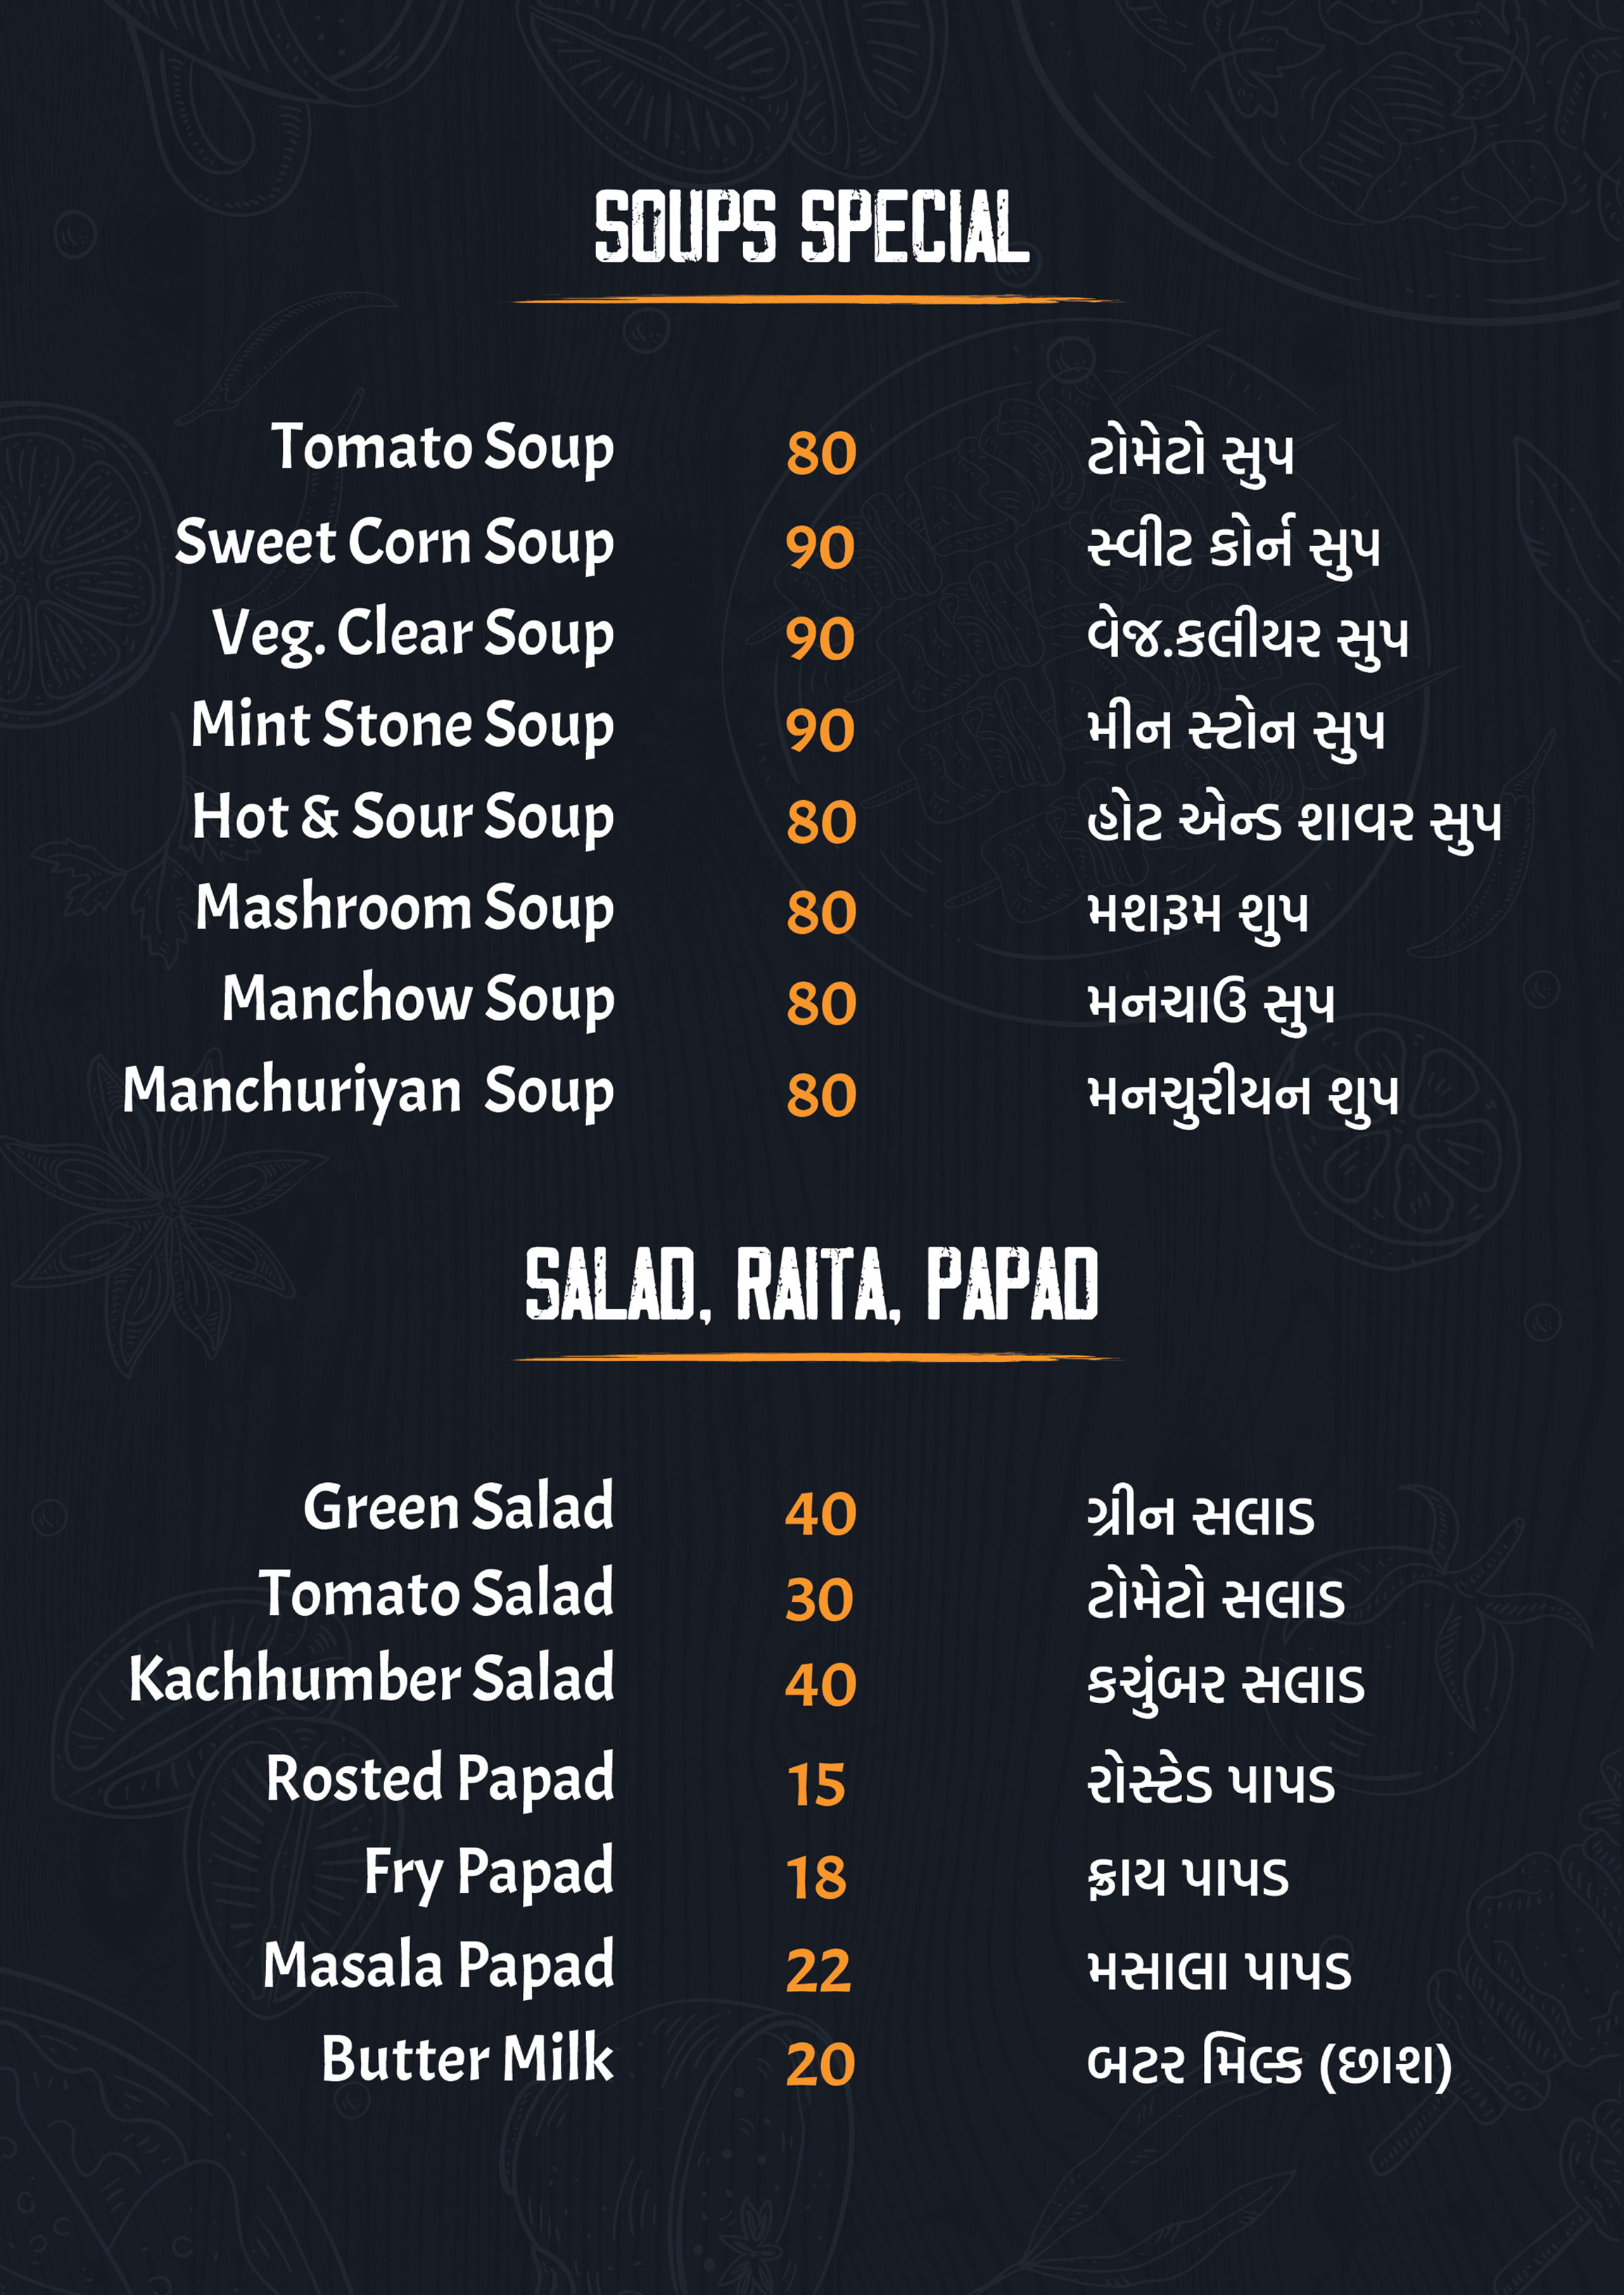 SOUPS SPECIAL
Tomato Soup 80 ટોમેટો સુપ
Sweet Corn Soup 90 સ્વીટ કોર્ન સુપ
Veg. Clear Soup 90 વેજ.કલીયર સુપ
Mint Stone Soup 90 મીન સ્ટોન સુપ
Hot & Sour Soup 80 હોટ એન્ડ શાવર સુપ
Mashroom Soup 80 મશરૂમ શુપ
Manchow Soup 80 મનચાઉ સુપ
Manchuriyan Soup 80 મનચુરીયન શુપ
SALAD, RAITA, PAPAD
Green Salad 40 ગ્રીન સલાડ
Tomato Salad 30 ટોમેટો સલાડ
Kachhumber Salad 40 કચુંબર સલાડ
Rosted Papad 15 રોસ્ટેડ પાપડ
Fry Papad 18 ફ્રાય પાપડ
Masala Papad 22 મસાલા પાપડ
Butter Milk 20 બટર મિલ્ક (છાશ)